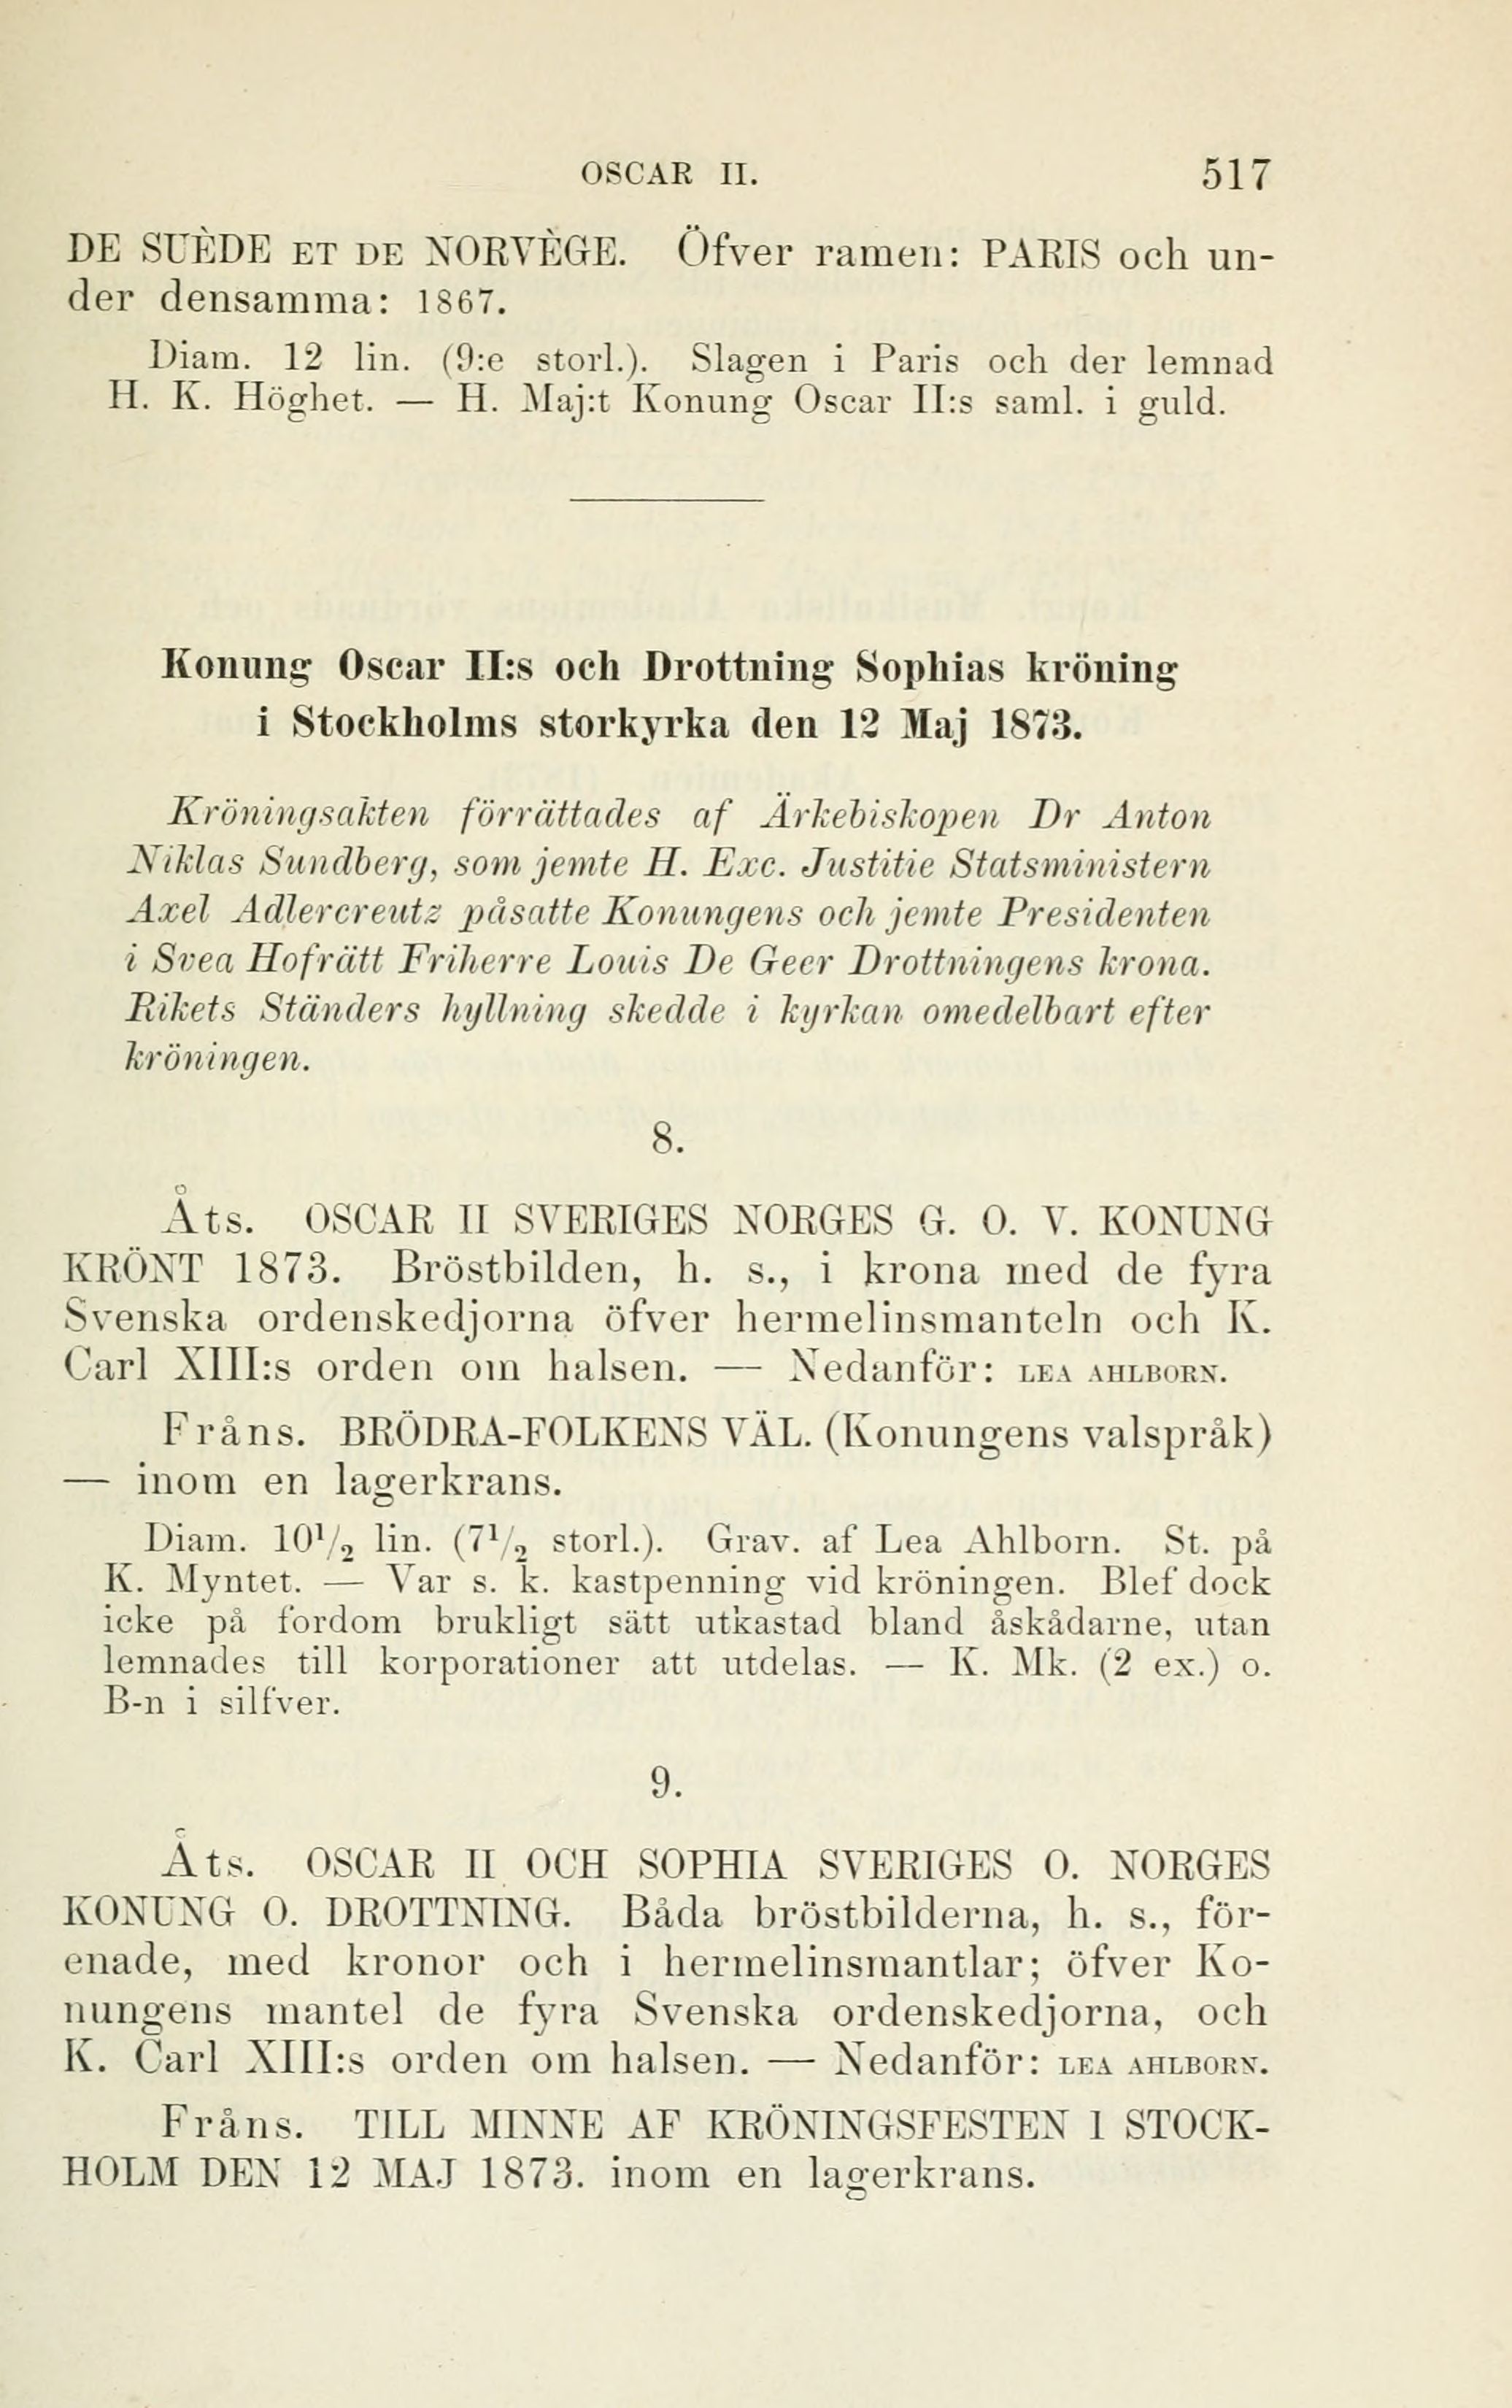 OSCAR II. 517
DE SUÈDE ET DE NORVÈGE. Öfver ramen: PARIS och un-
der densamma: 1867.
Diam. 12 lin. (9:e storl.). Slagen i Paris och der lemnad
H. K. Höghet. — H. Maj:t Konung Oscar II:s saml. i guld.
Konung Oscar II:s och Drottning Sophias kröning
i Stockholms storkyrka den 12 Maj 1873.
Kröningsakten förrättades af Ärkebiskopen Dr Anton
Niklas Sundberg, som jemte H. Exc. Justitie Statsministern
Axel Adlercreutz påsatte Konungens och jemte Presidenten
i Svea Hofrätt Friherre Louis De Geer Drottningens krona.
Rikets Ständers hyllning skedde i kyrkan omedelbart efter
kröningen.
8.
Åts. OSCAR II SVERIGES NORGES G. O. V. KONUNG
KRÖNT 1873. Bröstbilden, h. s., i krona med de fyra
Svenska ordenskedjorna öfver hermelinsmanteln och K.
Carl XIII:s orden om halsen. — Nedanför: LEA AHLBORN.
Fråns. BRÖDRA-FOLKENS VÄL. (Konungens valspråk)
— inom en lagerkrans.
Diam. 10¹/₂ lin. (7¹/₂ storl.). Grav. af Lea Ahlborn. St. på
K. Myntet. — Var s. k. kastpenning vid kröningen. Blef dock
icke på fordom brukligt sätt utkastad bland åskådarne, utan
lemnades till korporationer att utdelas. — K. Mk. (2 ex.) o.
B-n i silfver.
9.
Åts. OSCAR II OCH SOPHIA SVERIGES O. NORGES
KONUNG O. DROTTNING. Båda bröstbilderna, h. s., för-
enade, med kronor och i hermelinsmantlar; öfver Ko-
nungens mantel de fyra Svenska ordenskedjorna, och
K. Carl XIII:s orden om halsen. — Nedanför: LEA AHLBORN.
Fråns. TILL MINNE AF KRÖNINGSFESTEN I STOCK-
HOLM DEN 12 MAJ 1873. inom en lagerkrans.